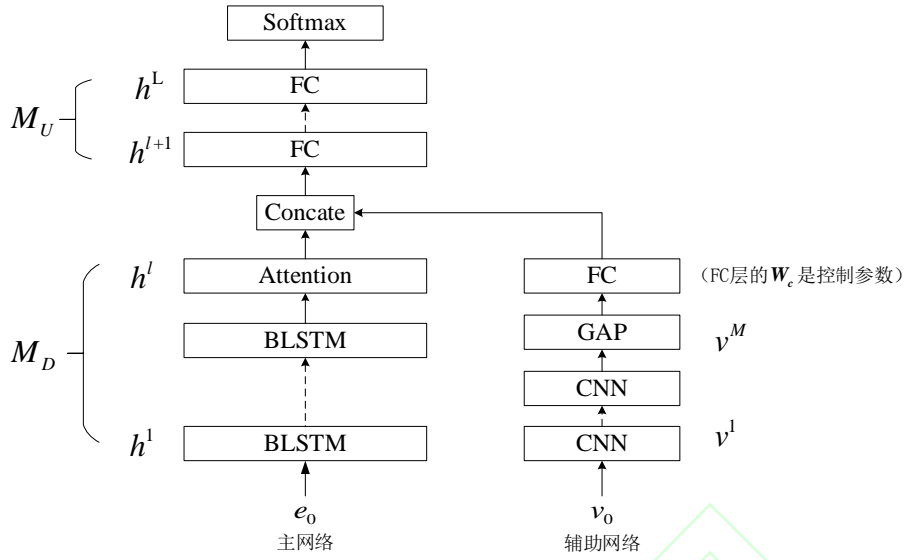 Softmax
h^L
FC
M_U
h^{l+1}
FC
Concate
h^l
Attention
FC
(FC层的W_c是控制参数)
BLSTM
GAP
v^M
M_D
CNN
h^1
BLSTM
CNN
v^1
e_0
v_0
主网络
辅助网络